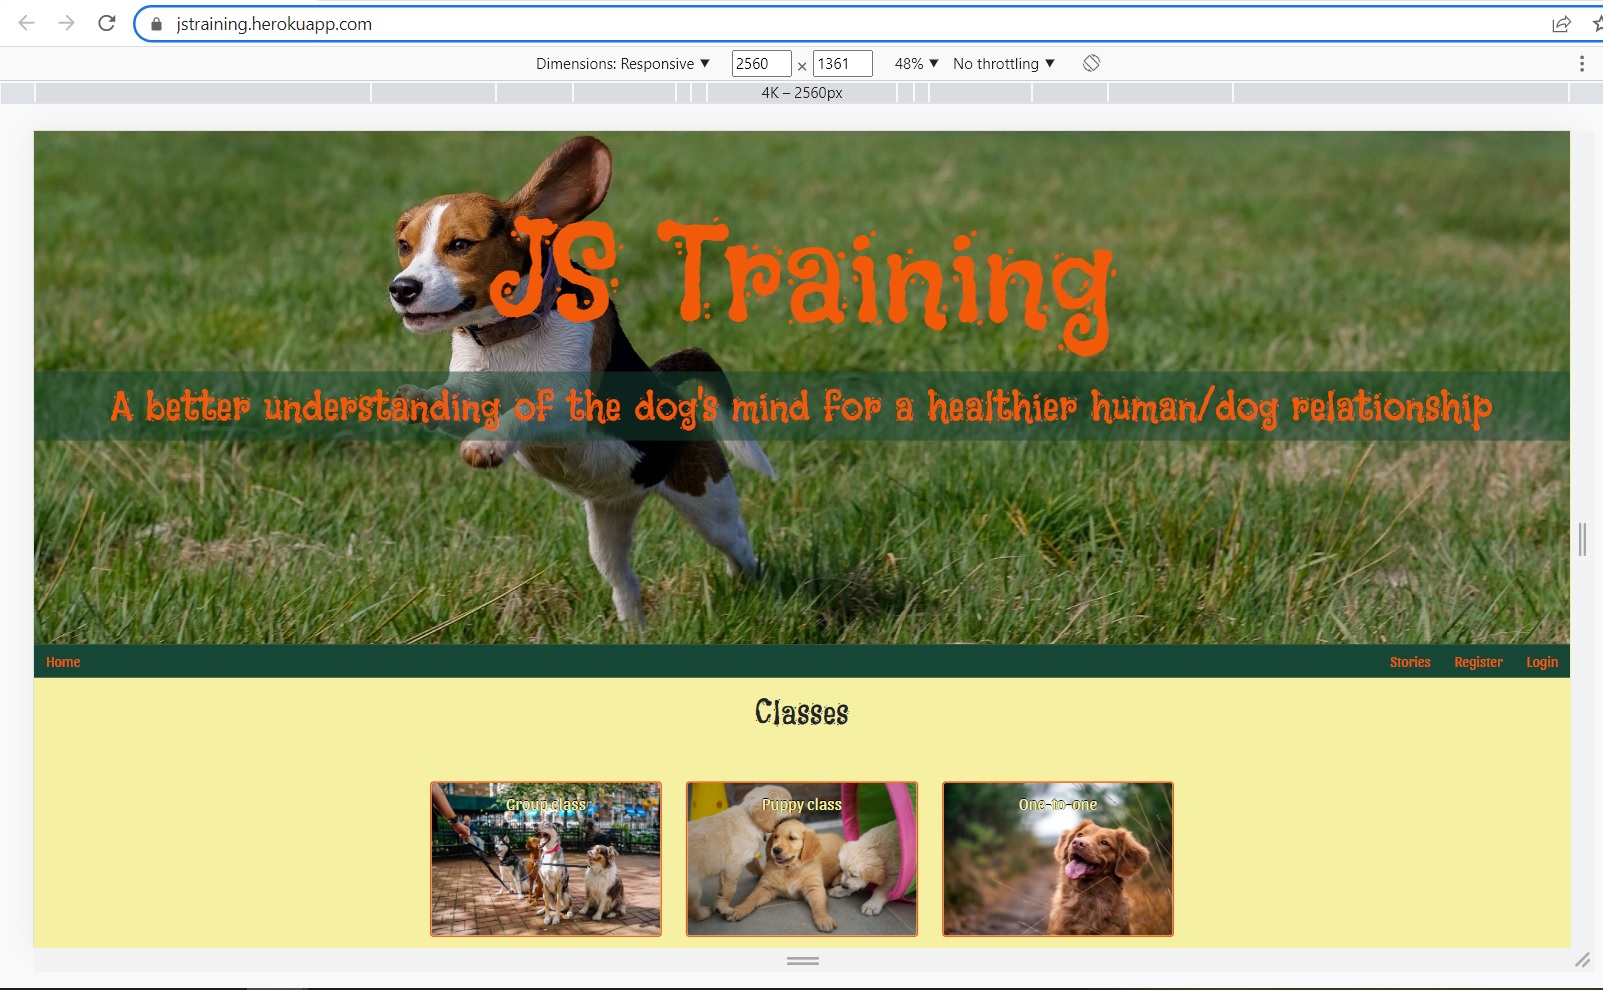 jstraining.herokuapp.com
Dimensions: Responsive ▼ 2560 × 1361 48% ▼ No throttling ▼
4K – 2560px
JS Training
A better understanding of the dog's mind for a healthier human/dog relationship
Home Stories Register Login
Classes
Group class Puppy class One-to-one